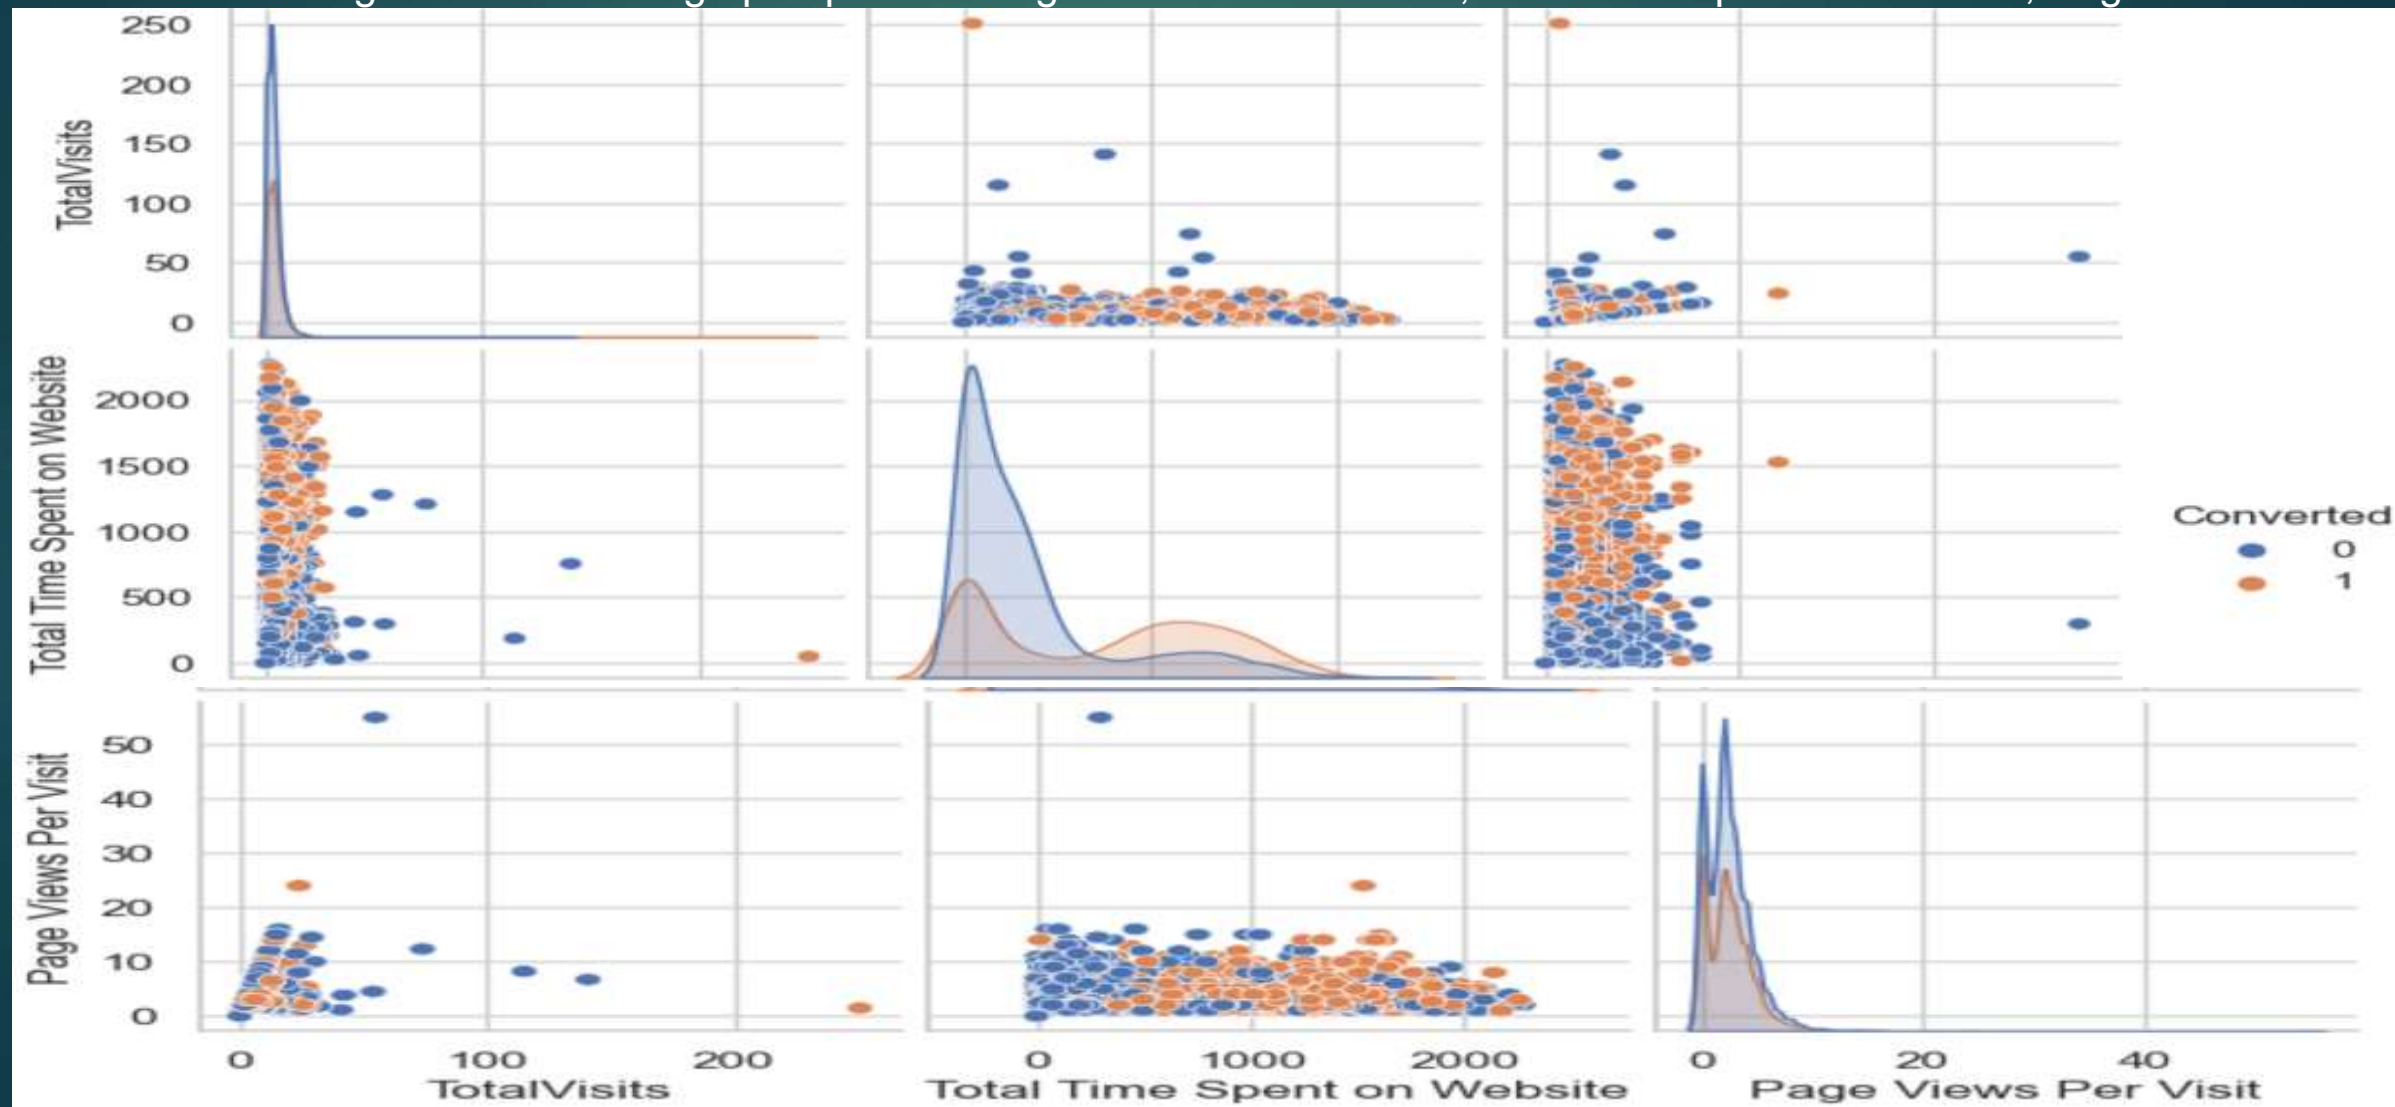 250
200
150
100
50
0
TotalVisits
2000
1500
1000
500
0
Total Time Spent on Website
Converted
0
1
50
40
30
20
10
0
Page Views Per Visit
0 100 200
TotalVisits
0 1000 2000
Total Time Spent on Website
0 20 40
Page Views Per Visit